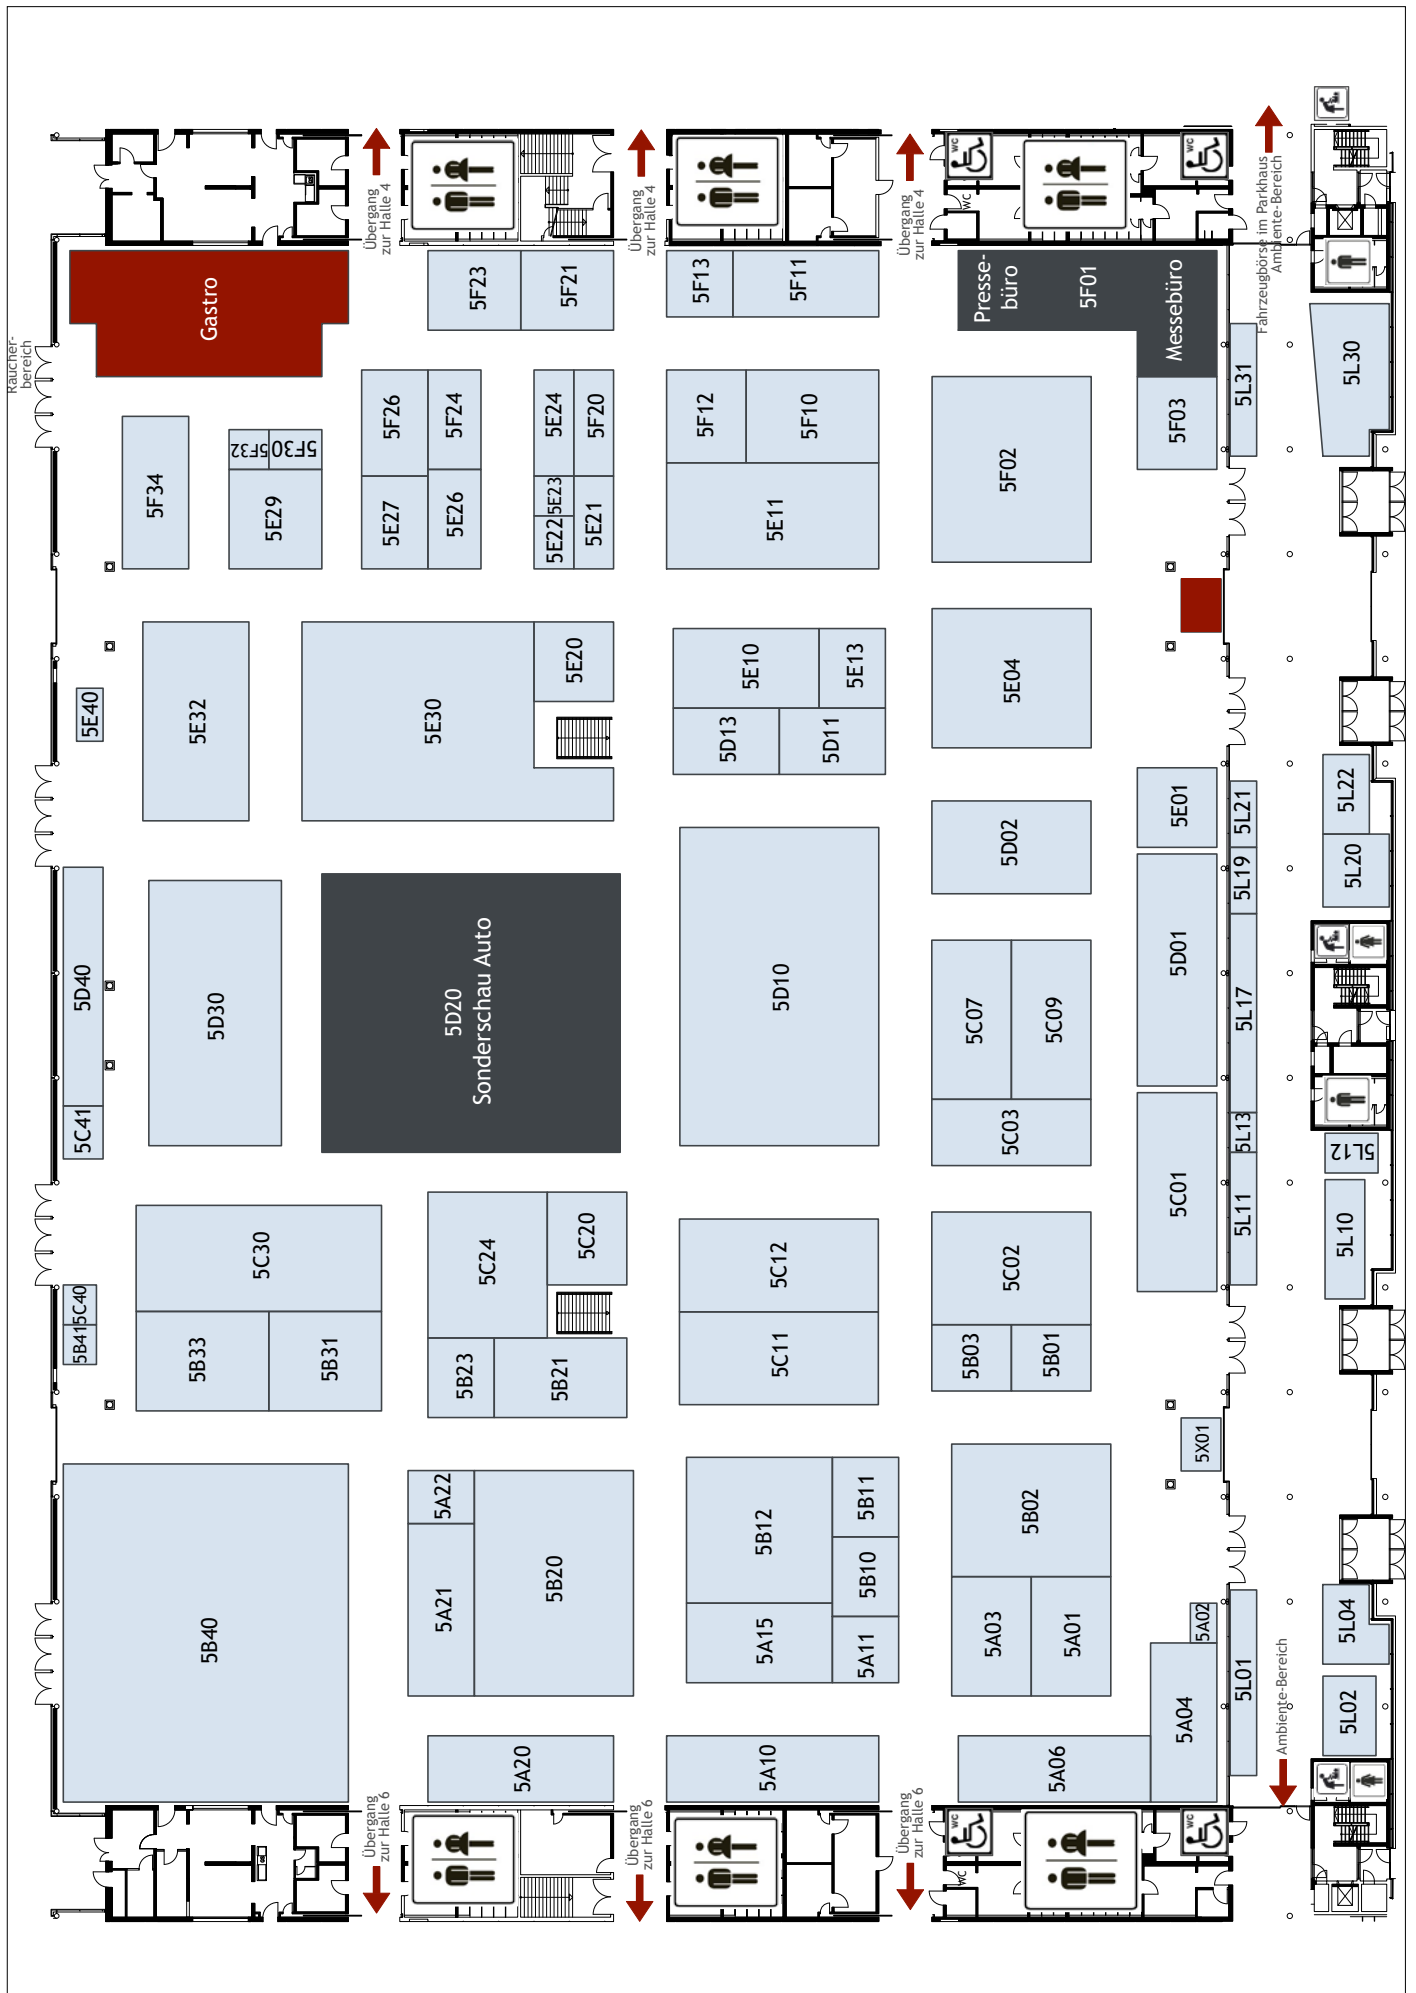 Raucher-
bereich
Übergang
zur Halle 4
Übergang
zur Halle 4
Übergang
zur Halle 4
Fahrzeugbörse im Parkhaus
Ambiente-Bereich
WC
WC
WC
Gastro
5F23
5F21
5F13
5F11
Presse-
büro
5F01
Messebüro
5L31
5L30
5F34
5F32
5F30
5E29
5F26
5F24
5E27
5E26
5E24
5F20
5E23
5E22
5E21
5F12
5F10
5E11
5F02
5F03
5E40
5E32
5E30
5E20
5E10
5E13
5D13
5D11
5E04
5E01
5L21
5L22
5L19
5L20
5D40
5C41
5D30
5D20
Sonderschau Auto
5D10
5D02
5C07
5C09
5C03
5D01
5L17
5L13
5L12
5C01
5L11
5L10
5C40
5B41
5C30
5B33
5B31
5C24
5C20
5B23
5B21
5C12
5C11
5C02
5B03
5B01
5X01
5B40
5A22
5A21
5B20
5B12
5B11
5B10
5A15
5A11
5B02
5A03
5A01
5A02
5A04
5L01
5L04
5L02
5A20
5A10
5A06
Ambiente-Bereich
Übergang
zur Halle 6
Übergang
zur Halle 6
Übergang
zur Halle 6
WC
WC
WC